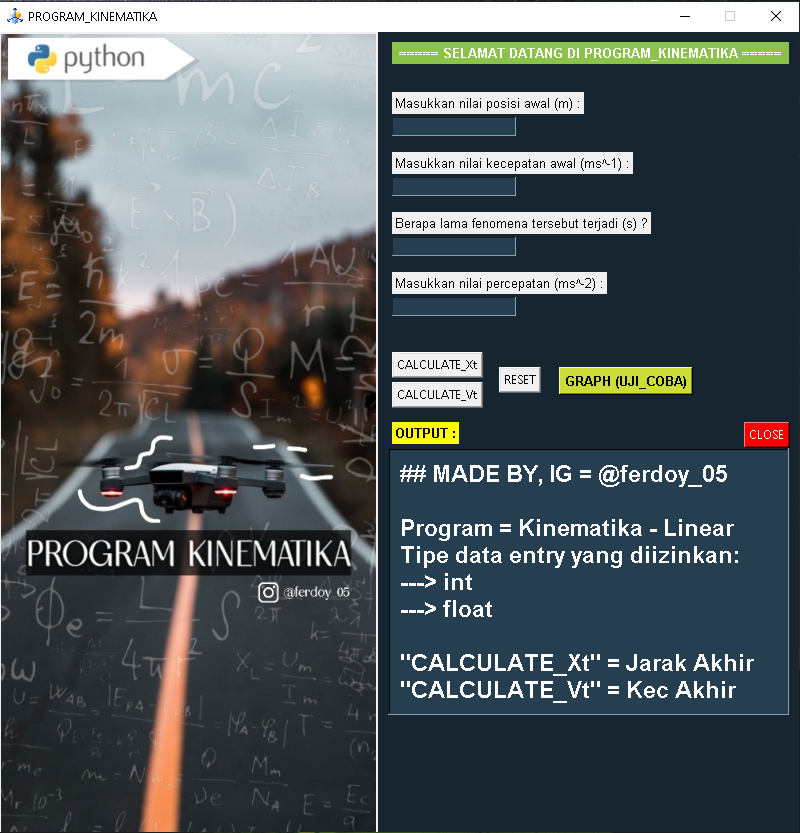 PROGRAM_KINEMATIKA
python
PROGRAM KINEMATIKA
@ferdoy_05
===== SELAMAT DATANG DI PROGRAM_KINEMATIKA =====
Masukkan nilai posisi awal (m) :
Masukkan nilai kecepatan awal (ms^-1) :
Berapa lama fenomena tersebut terjadi (s) ?
Masukkan nilai percepatan (ms^-2) :
CALCULATE_Xt
CALCULATE_Vt
RESET
GRAPH (UJI_COBA)
OUTPUT :
CLOSE
## MADE BY, IG = @ferdoy_05
Program = Kinematika - Linear
Tipe data entry yang diizinkan:
---> int
---> float
"CALCULATE_Xt" = Jarak Akhir
"CALCULATE_Vt" = Kec Akhir